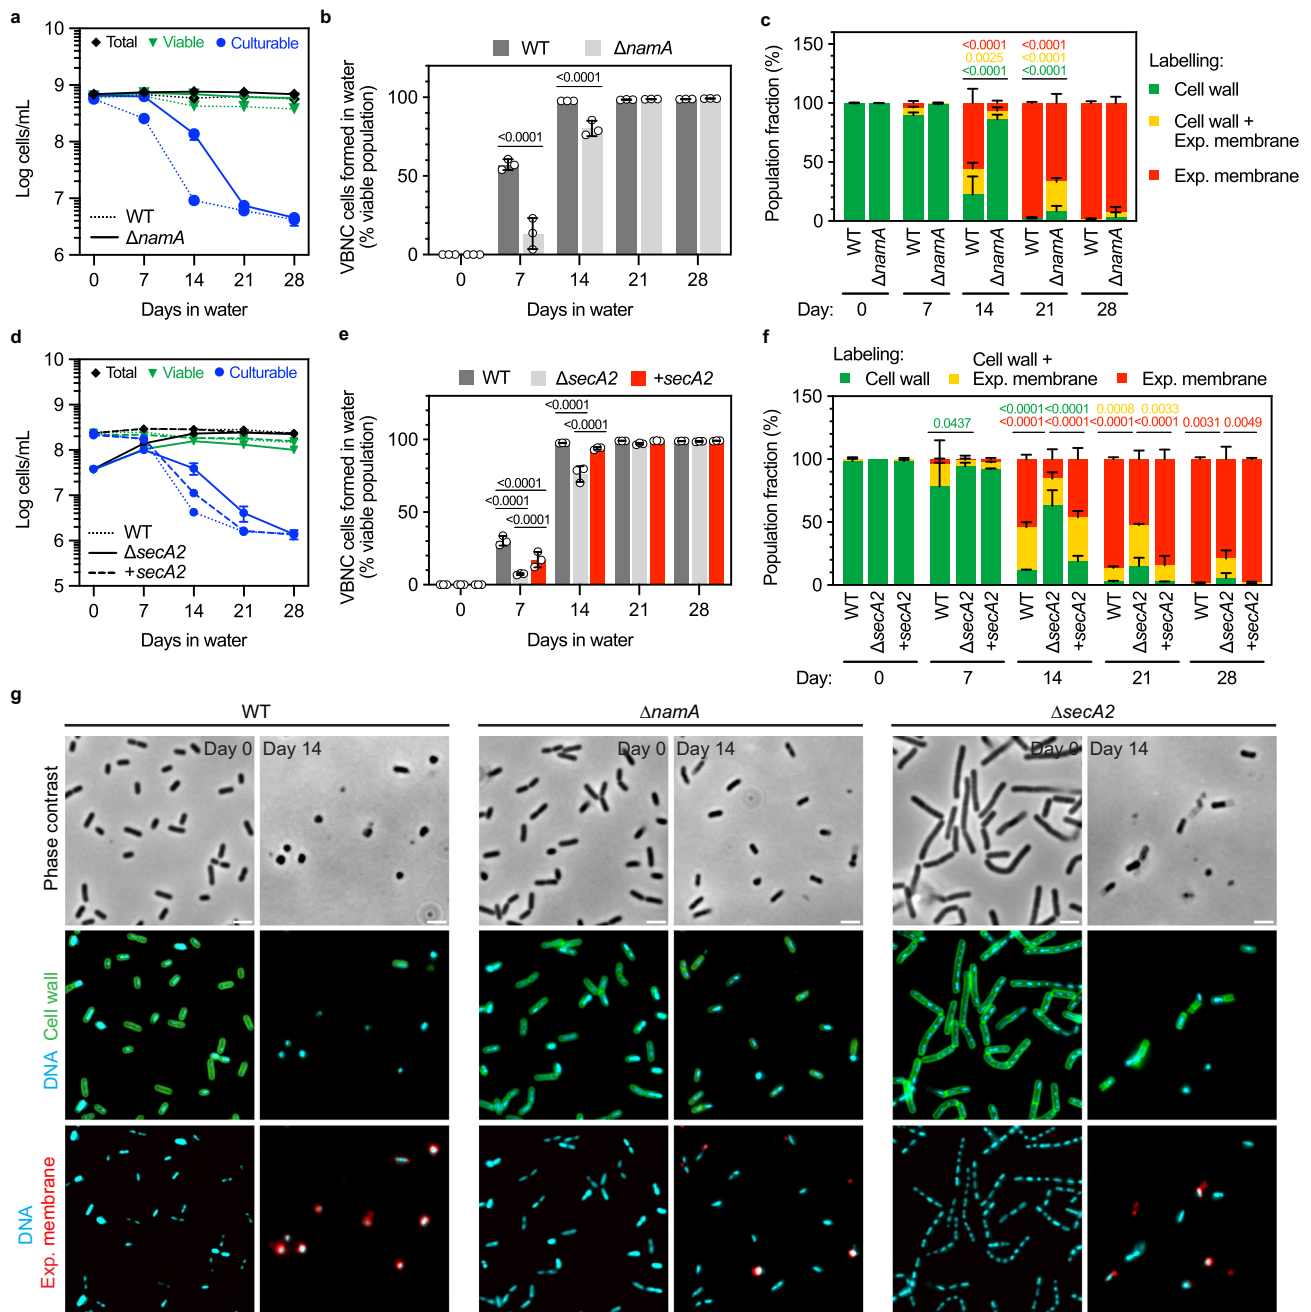 a
10
9
8
7
6
Log cells/mL
Total Viable Culturable
WT
ΔnamA
0 7 14 21 28
Days in water
b
WT ΔnamA
VBNC cells formed in water
(% viable population)
100
50
0
<0.0001
<0.0001
0 7 14 21 28
Days in water
c
Population fraction (%)
150
100
50
0
<0.0001 <0.0001
0.0025 <0.0001
<0.0001 <0.0001
Labelling:
Cell wall
Cell wall +
Exp. membrane
Exp. membrane
WT ΔnamA WT ΔnamA WT ΔnamA WT ΔnamA WT ΔnamA
Day: 0 7 14 21 28
d
10
9
8
7
6
5
Log cells/mL
Total Viable Culturable
WT
ΔsecA2
+secA2
0 7 14 21 28
Days in water
e
WT ΔsecA2 +secA2
VBNC cells formed in water
(% viable population)
100
50
0
<0.0001
<0.0001
<0.0001
<0.0001
<0.0001
0 7 14 21 28
Days in water
f
Labeling:
Cell wall
Cell wall +
Exp. membrane
Exp. membrane
Population fraction (%)
150
100
50
0
<0.0001 <0.0001 0.0008 0.0033
0.0437 <0.0001 <0.0001 <0.0001 <0.0001 0.0031 0.0049
WT ΔsecA2 +secA2 WT ΔsecA2 +secA2 WT ΔsecA2 +secA2 WT ΔsecA2 +secA2 WT ΔsecA2 +secA2
Day: 0 7 14 21 28
g
WT ΔnamA ΔsecA2
Day 0 Day 14 Day 0 Day 14 Day 0 Day 14
Phase contrast
DNA Cell wall
DNA
Exp. membrane